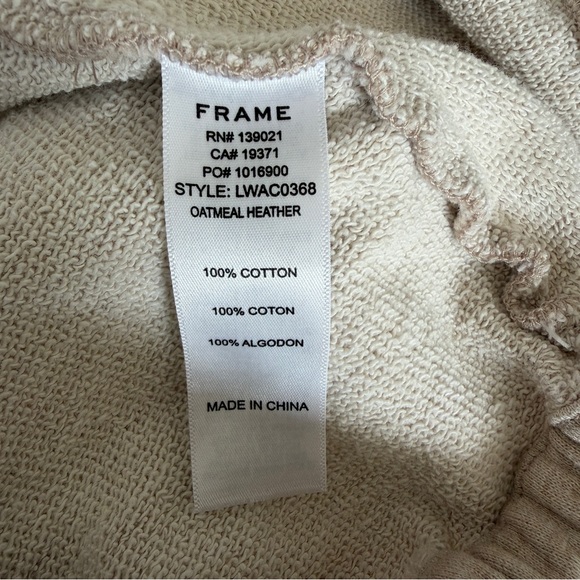 FRAME
RN# 139021
CA# 19371
PO# 1016900
STYLE: LWAC0368
OATMEAL HEATHER
100% COTTON
100% COTON
100% ALGODON
MADE IN CHINA